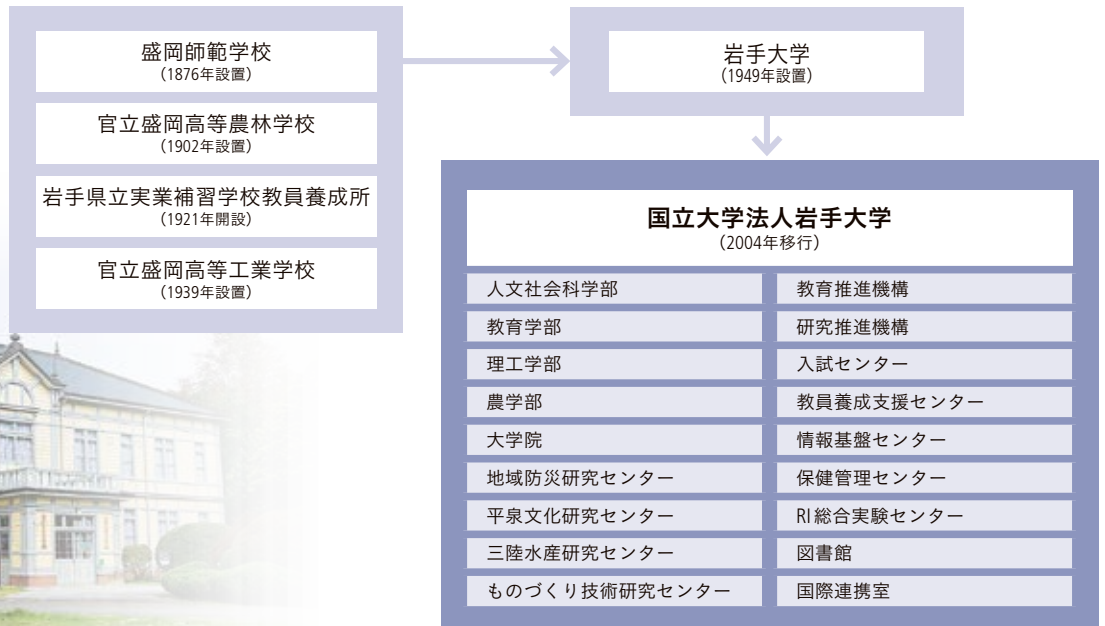 盛岡師範学校
（1876年設置）
官立盛岡高等農林学校
（1902年設置）
岩手県立実業補習学校教員養成所
（1921年開設）
官立盛岡高等工業学校
（1939年設置）
岩手大学
（1949年設置）
国立大学法人岩手大学
（2004年移行）
人文社会科学部
教育学部
理工学部
農学部
大学院
地域防災研究センター
平泉文化研究センター
三陸水産研究センター
ものづくり技術研究センター
教育推進機構
研究推進機構
入試センター
教員養成支援センター
情報基盤センター
保健管理センター
RI総合実験センター
図書館
国際連携室